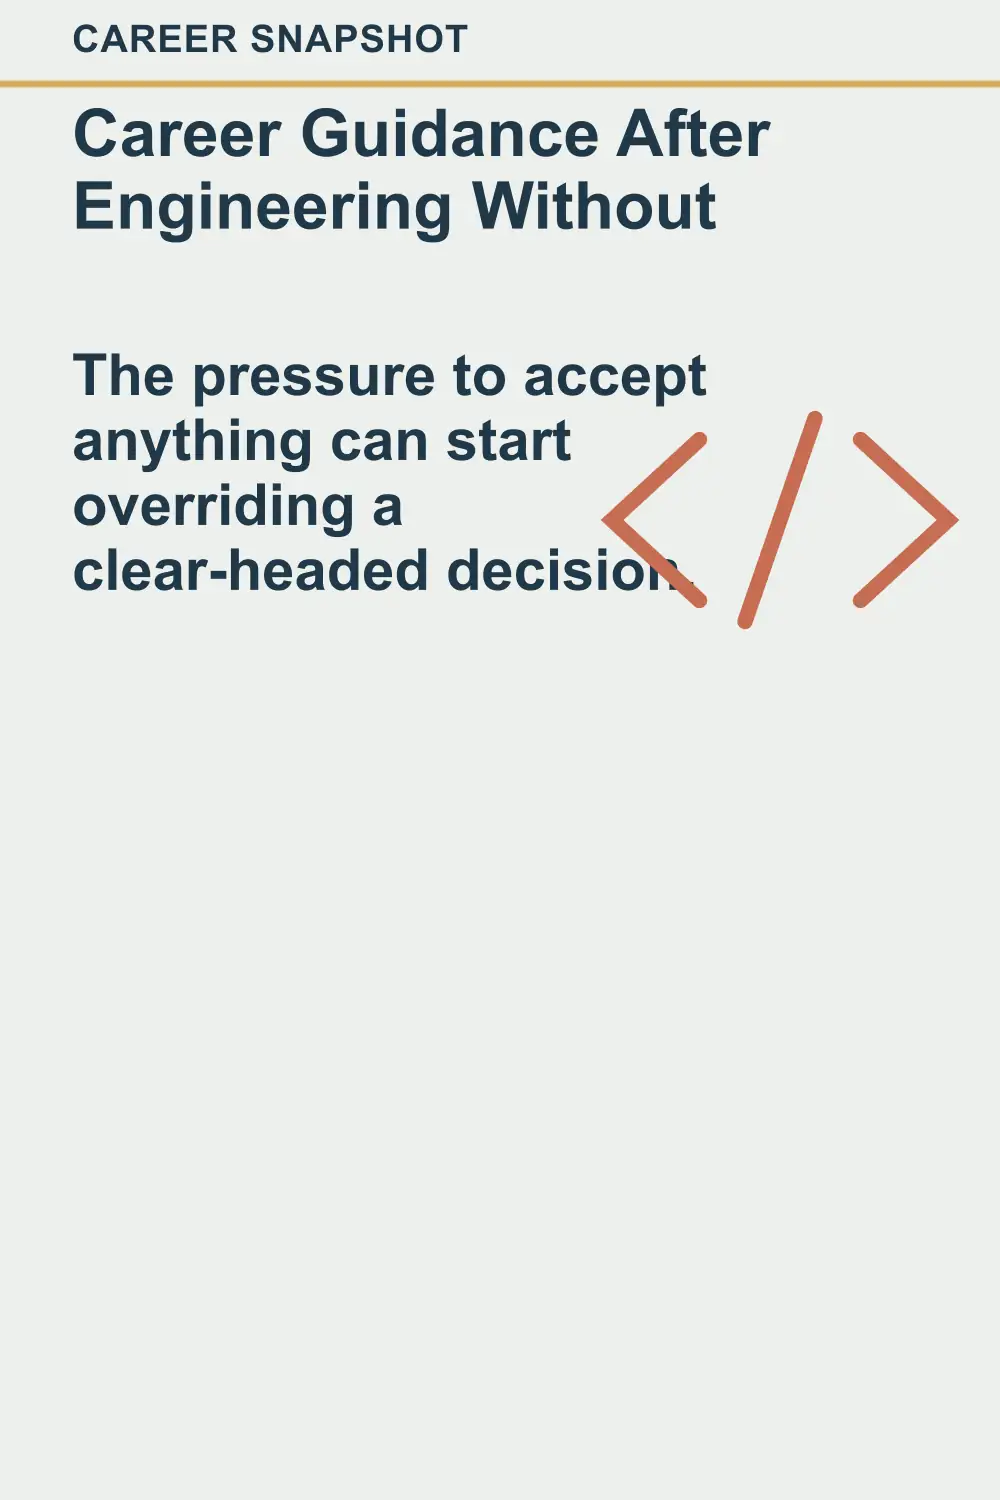 CAREER SNAPSHOT
Career Guidance After
Engineering Without
The pressure to accept
anything can start
overriding a
clear-headed decision.